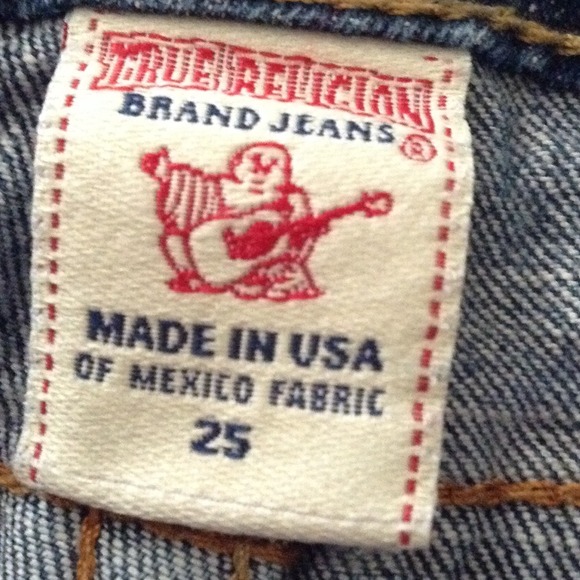 TRUE RELIGION
BRAND JEANS ®
MADE IN USA
OF MEXICO FABRIC
25